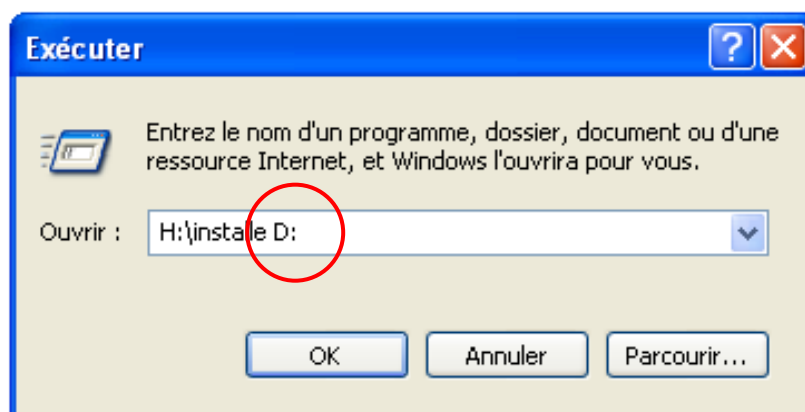 Exécuter
Entrez le nom d'un programme, dossier, document ou d'une
ressource Internet, et Windows l'ouvrira pour vous.
Ouvrir : H:\installe D:
OK Annuler Parcourir...